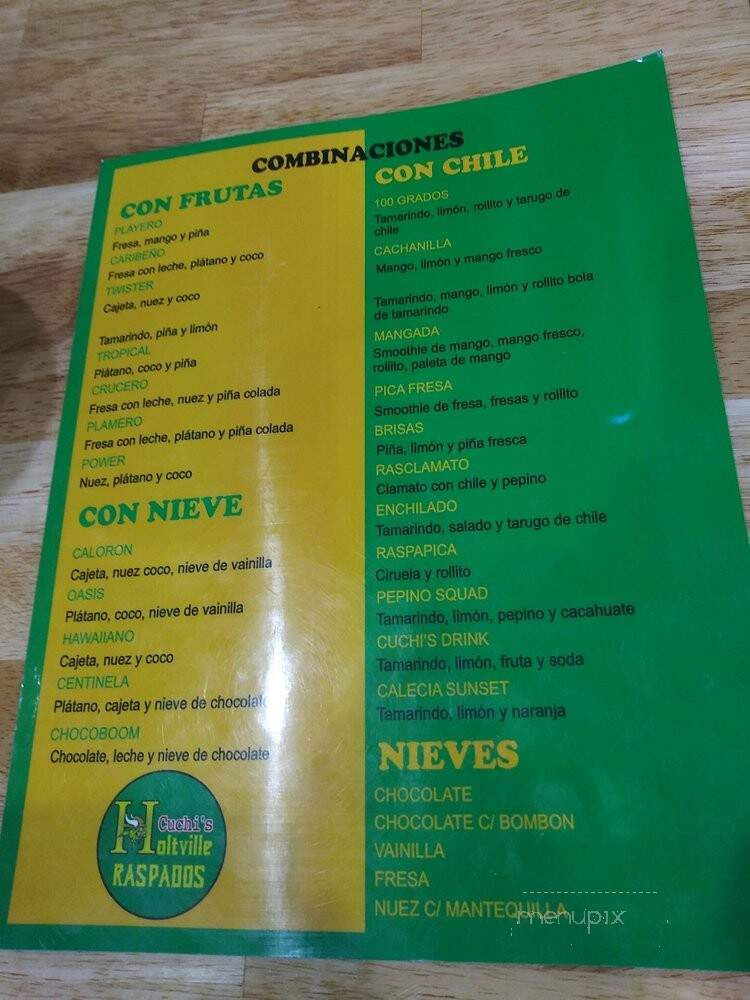 COMBINACIONES
CON FRUTAS
PLAYERO
Fresa, mango y piña
CARIBEÑO
Fresa con leche, plátano y coco
TWISTER
Cajeta, nuez y coco
Tamarindo, piña y limón
TROPICAL
Plátano, coco y piña
CRUCERO
Fresa con leche, nuez y piña colada
PLAMERO
Fresa con leche, plátano y piña colada
POWER
Nuez, plátano y coco
CON NIEVE
CALORON
Cajeta, nuez coco, nieve de vainilla
OASIS
Plátano, coco, nieve de vainilla
HAWAIIANO
Cajeta, nuez y coco
CENTINELA
Plátano, cajeta y nieve de chocolate
CHOCOBOOM
Chocolate, leche y nieve de chocolate
Cuchi's
Holtville
RASPADOS
CON CHILE
100 GRADOS
Tamarindo, limón, rollito y tarugo de
chile
CACHANILLA
Mango, limón y mango fresco
Tamarindo, mango, limón y rollito bola
de tamarindo
MANGADA
Smoothie de mango, mango fresco,
rollito, paleta de mango
PICA FRESA
Smoothie de fresa, fresas y rollito
BRISAS
Piña, limón y piña fresca
RASCLAMATO
Clamato con chile y pepino
ENCHILADO
Tamarindo, salado y tarugo de chile
RASPAPICA
Ciruela y rollito
PEPINO SQUAD
Tamarindo, limón, pepino y cacahuate
CUCHI'S DRINK
Tamarindo, limón, fruta y soda
CALECIA SUNSET
Tamarindo, limón y naranja
NIEVES
CHOCOLATE
CHOCOLATE C/ BOMBON
VAINILLA
FRESA
NUEZ C/ MANTEQUILLA
menupix